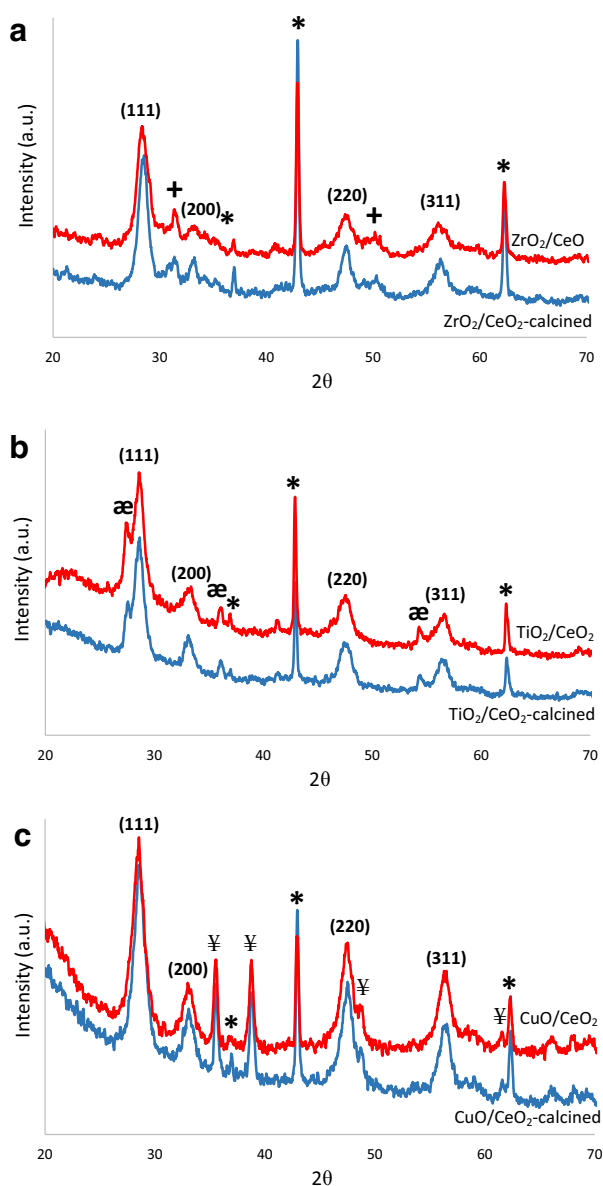 a
Intensity (a.u.)
*
(111)
+
(200)
*
(220)
+
(311)
*
ZrO₂/CeO
ZrO₂/CeO₂-calcined
20 30 40 50 60 70
2θ
b
Intensity (a.u.)
(111)
æ
(200)
æ
*
*
(220)
æ
(311)
*
TiO₂/CeO₂
TiO₂/CeO₂-calcined
20 30 40 50 60 70
2θ
c
Intensity (a.u.)
(111)
(200)
¥
*
¥
*
(220)
¥
(311)
¥
*
CuO/CeO₂
CuO/CeO₂-calcined
20 30 40 50 60 70
2θ